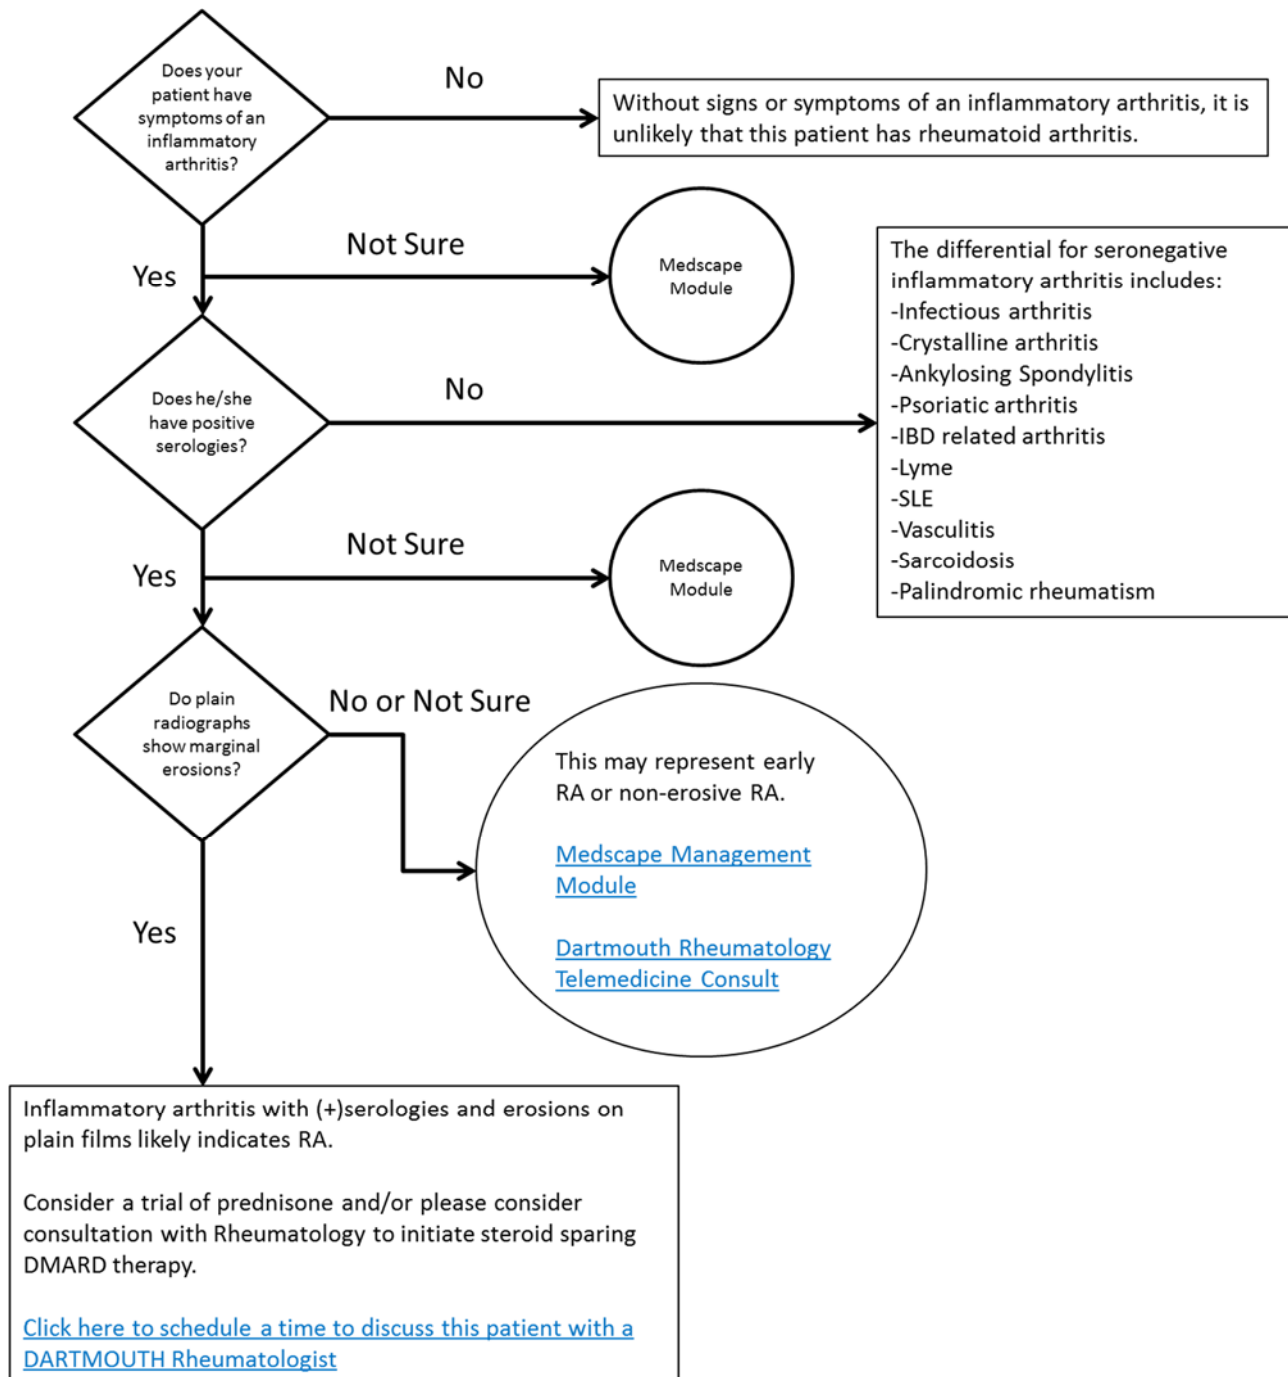 Does your
patient have
symptoms of an
inflammatory
arthritis?
No
Without signs or symptoms of an inflammatory arthritis, it is
unlikely that this patient has rheumatoid arthritis.
Not Sure
Yes
Medscape
Module
The differential for seronegative
inflammatory arthritis includes:
-Infectious arthritis
-Crystalline arthritis
-Ankylosing Spondylitis
-Psoriatic arthritis
-IBD related arthritis
-Lyme
-SLE
-Vasculitis
-Sarcoidosis
-Palindromic rheumatism
Does he/she
have positive
serologies?
No
Not Sure
Yes
Medscape
Module
Do plain
radiographs
show marginal
erosions?
No or Not Sure
This may represent early
RA or non-erosive RA.
Medscape Management
Module
Dartmouth Rheumatology
Telemedicine Consult
Yes
Inflammatory arthritis with (+)serologies and erosions on
plain films likely indicates RA.
Consider a trial of prednisone and/or please consider
consultation with Rheumatology to initiate steroid sparing
DMARD therapy.
Click here to schedule a time to discuss this patient with a
DARTMOUTH Rheumatologist